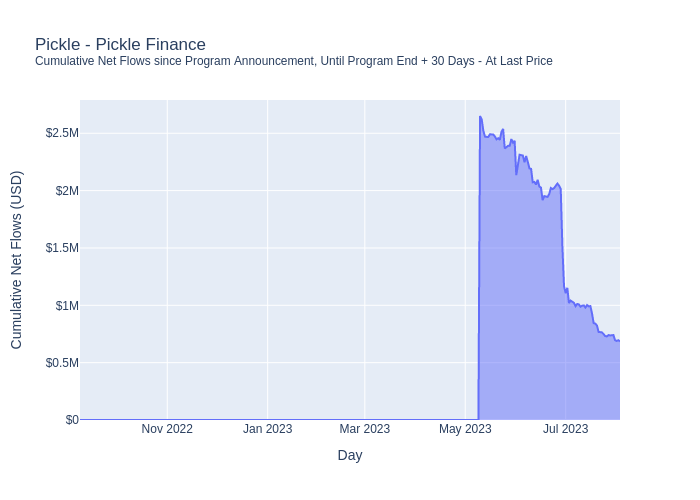 Pickle - Pickle Finance
Cumulative Net Flows since Program Announcement, Until Program End + 30 Days - At Last Price
Cumulative Net Flows (USD)
$2.5M
$2M
$1.5M
$1M
$0.5M
$0
Nov 2022
Jan 2023
Mar 2023
May 2023
Jul 2023
Day